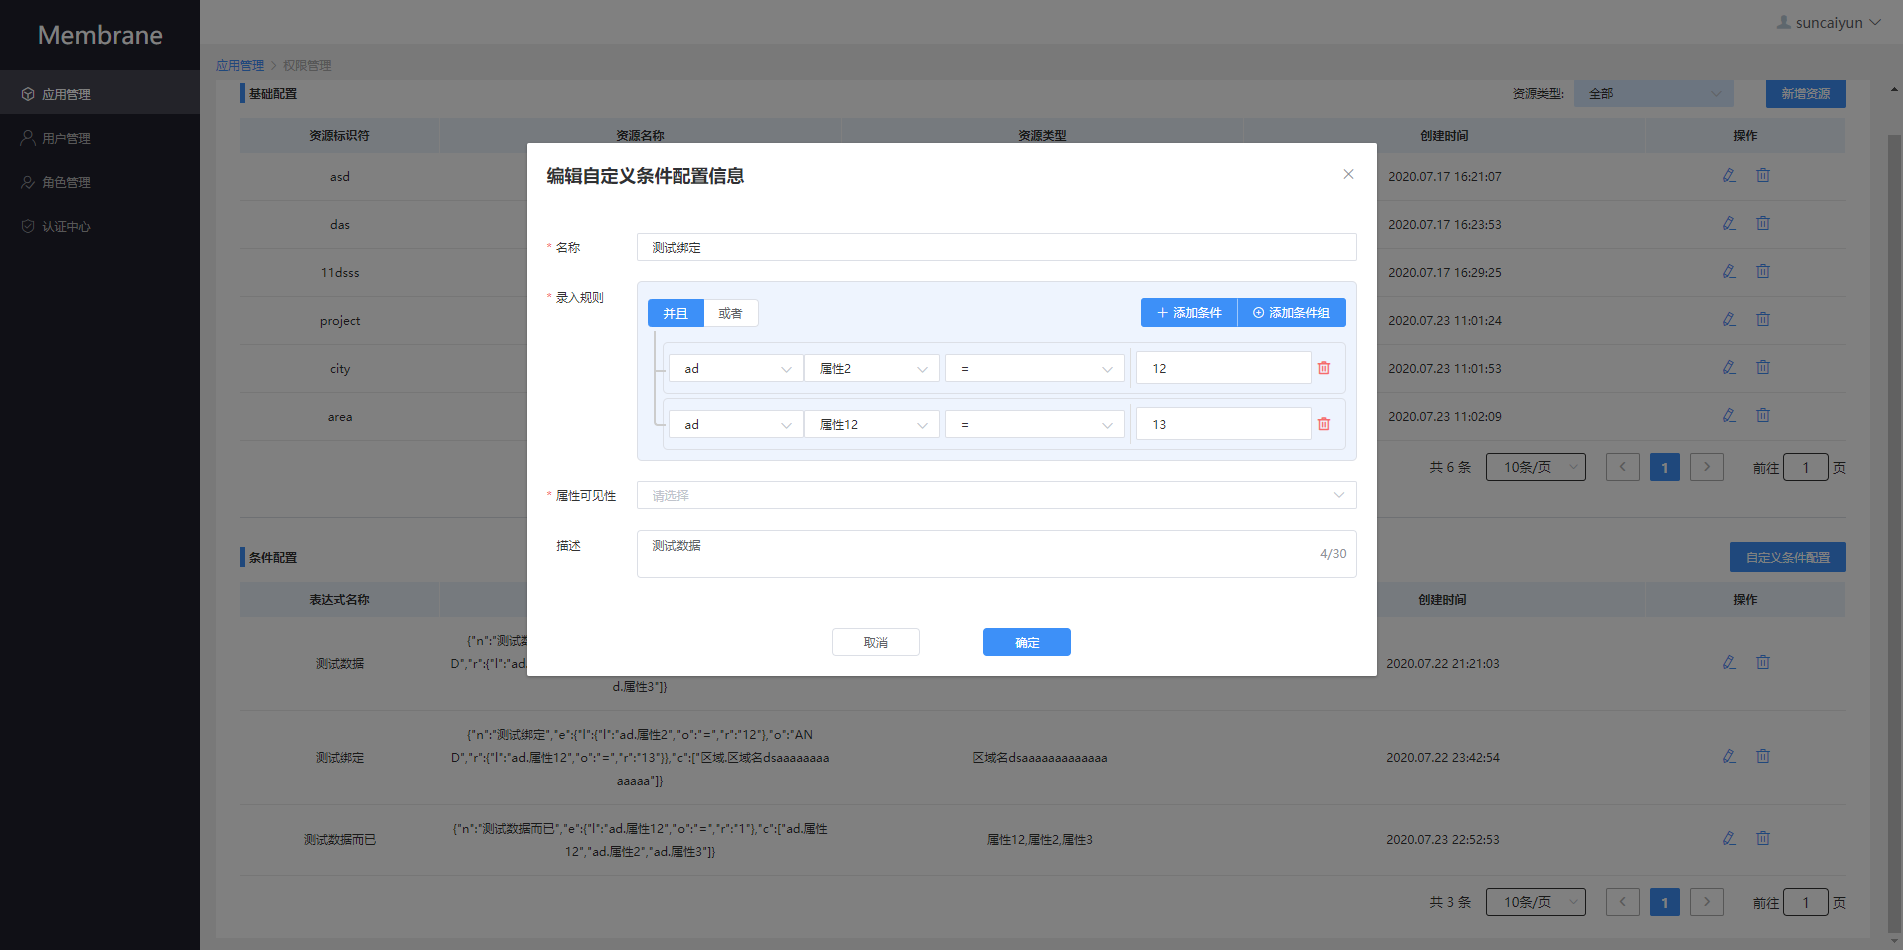 Membrane
suncaiyun
应用管理
用户管理
角色管理
认证中心
应用管理 > 权限管理
基础配置
资源类型: 全部 新增资源
资源标识符 资源名称 资源类型 创建时间 操作
asd 2020.07.17 16:21:07
das 2020.07.17 16:23:53
11dsss 2020.07.17 16:29:25
project 2020.07.23 11:01:24
city 2020.07.23 11:01:53
area 2020.07.23 11:02:09
共 6 条 10条/页 < 1 > 前往 1 页
编辑自定义条件配置信息
* 名称 测试绑定
* 录入规则
并且 或者 添加条件 添加条件组
ad 属性2 = 12
ad 属性12 = 13
* 属性可见性 请选择
描述 测试数据
4/30
取消 确定
条件配置
自定义条件配置
表达式名称 创建时间 操作
{"n":"测试数
测试数据 D","r":{"l":"ad. 2020.07.22 21:21:03
d.属性3"]}
{"n":"测试绑定","e":{"l":{"l":"ad.属性2","o":"=","r":"12"},"o":"AN
测试绑定 D","r":{"l":"ad.属性12","o":"=","r":"13"}},"c":["区域.区域名dsaaaaaaaa 区域名dsaaaaaaaaaaaaa 2020.07.22 23:42:54
aaaaa"]}
{"n":"测试数据而已","e":{"l":"ad.属性12","o":"=","r":"1"},"c":["ad.属性
测试数据而已 属性12,属性2,属性3 2020.07.23 22:52:53
12","ad.属性2","ad.属性3"]}
共 3 条 10条/页 < 1 > 前往 1 页